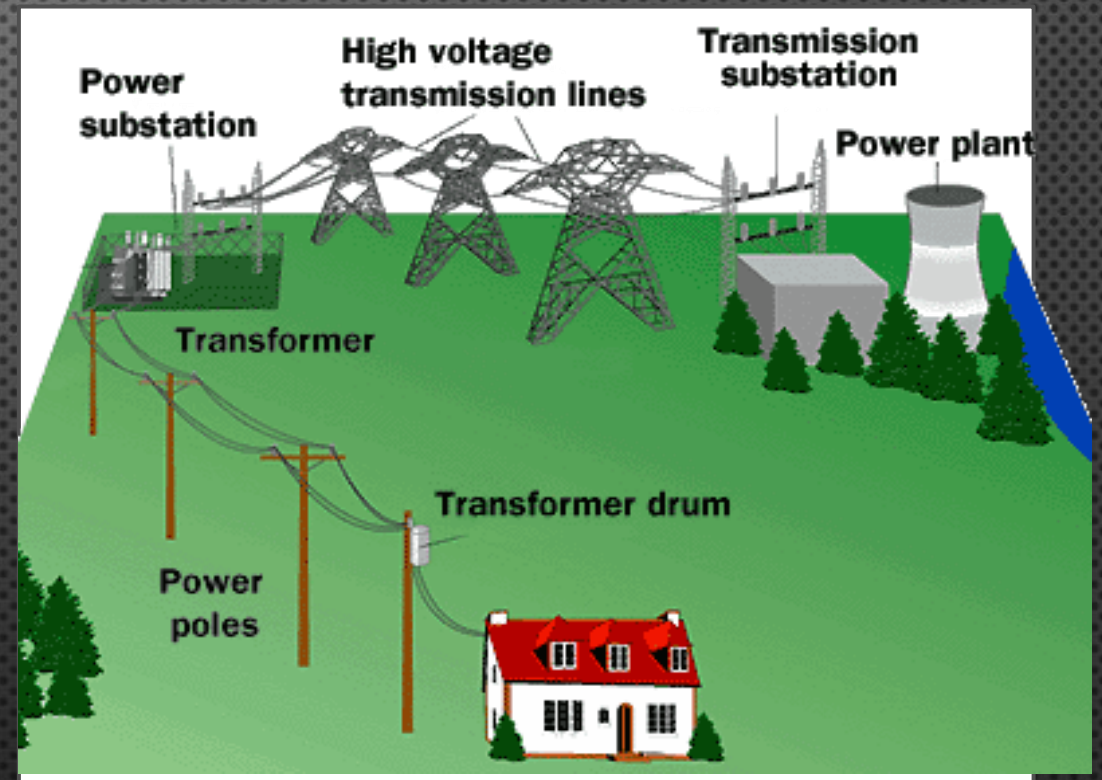 High voltage
transmission lines
Transmission
substation
Power
substation
Power plant
Transformer
Transformer drum
Power
poles